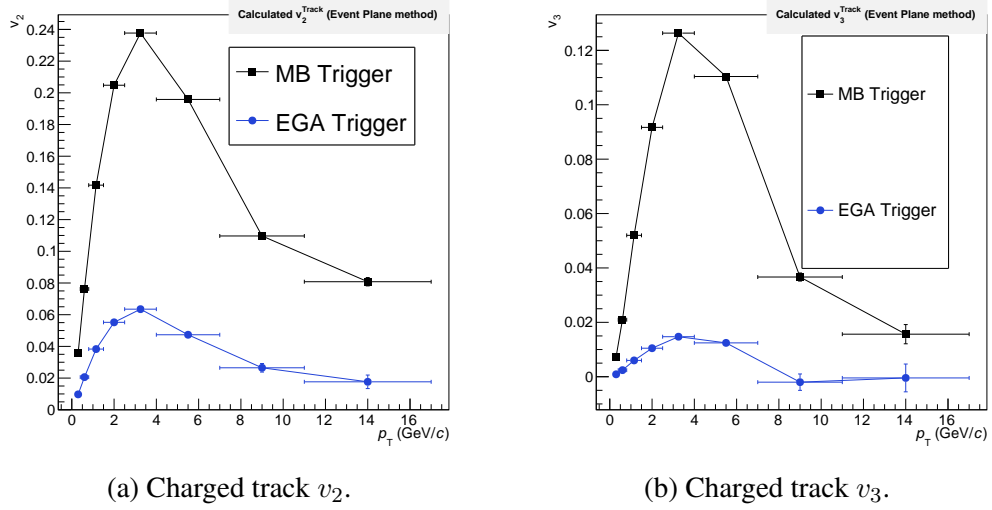 Calculated v₂ᵀʳᵃᶜᵏ (Event Plane method)
v₂
MB Trigger
EGA Trigger
0.24
0.22
0.2
0.18
0.16
0.14
0.12
0.1
0.08
0.06
0.04
0.02
0
0 2 4 6 8 10 12 14 16
p_T (GeV/c)
(a) Charged track v₂.
Calculated v₃ᵀʳᵃᶜᵏ (Event Plane method)
v₃
MB Trigger
EGA Trigger
0.12
0.1
0.08
0.06
0.04
0.02
0
0 2 4 6 8 10 12 14 16
p_T (GeV/c)
(b) Charged track v₃.